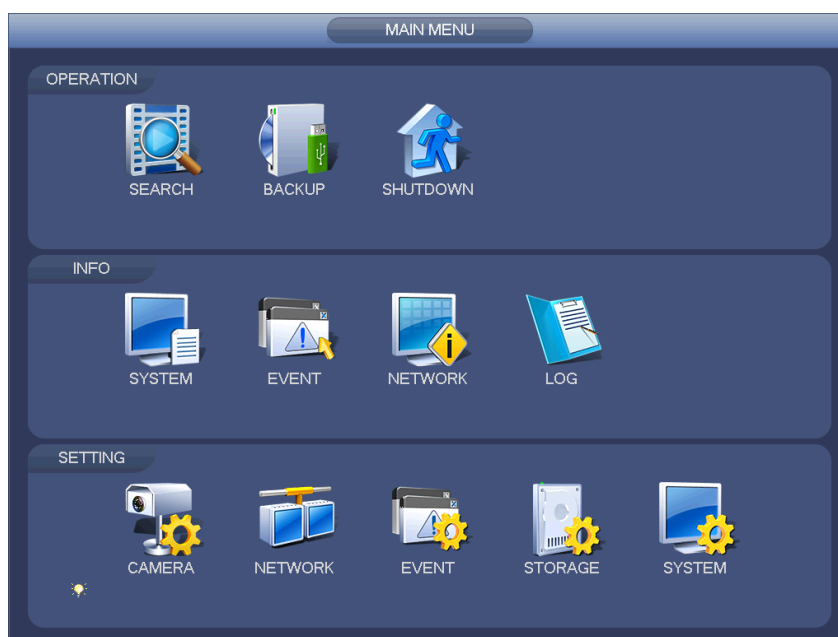 MAIN MENU
OPERATION
SEARCH BACKUP SHUTDOWN
INFO
SYSTEM EVENT NETWORK LOG
SETTING
CAMERA NETWORK EVENT STORAGE SYSTEM